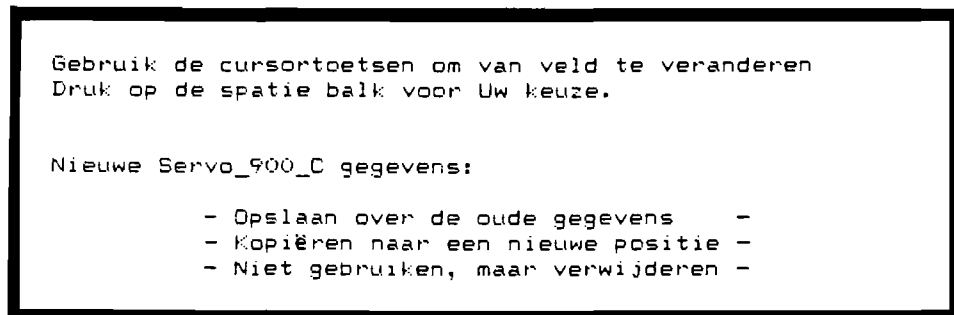 Gebruik de cursortoetsen om van veld te veranderen
Druk op de spatie balk voor Uw keuze.
Nieuwe Servo_900_C gegevens:
- Opslaan over de oude gegevens -
- Kopiëren naar een nieuwe positie -
- Niet gebruiken, maar verwijderen -